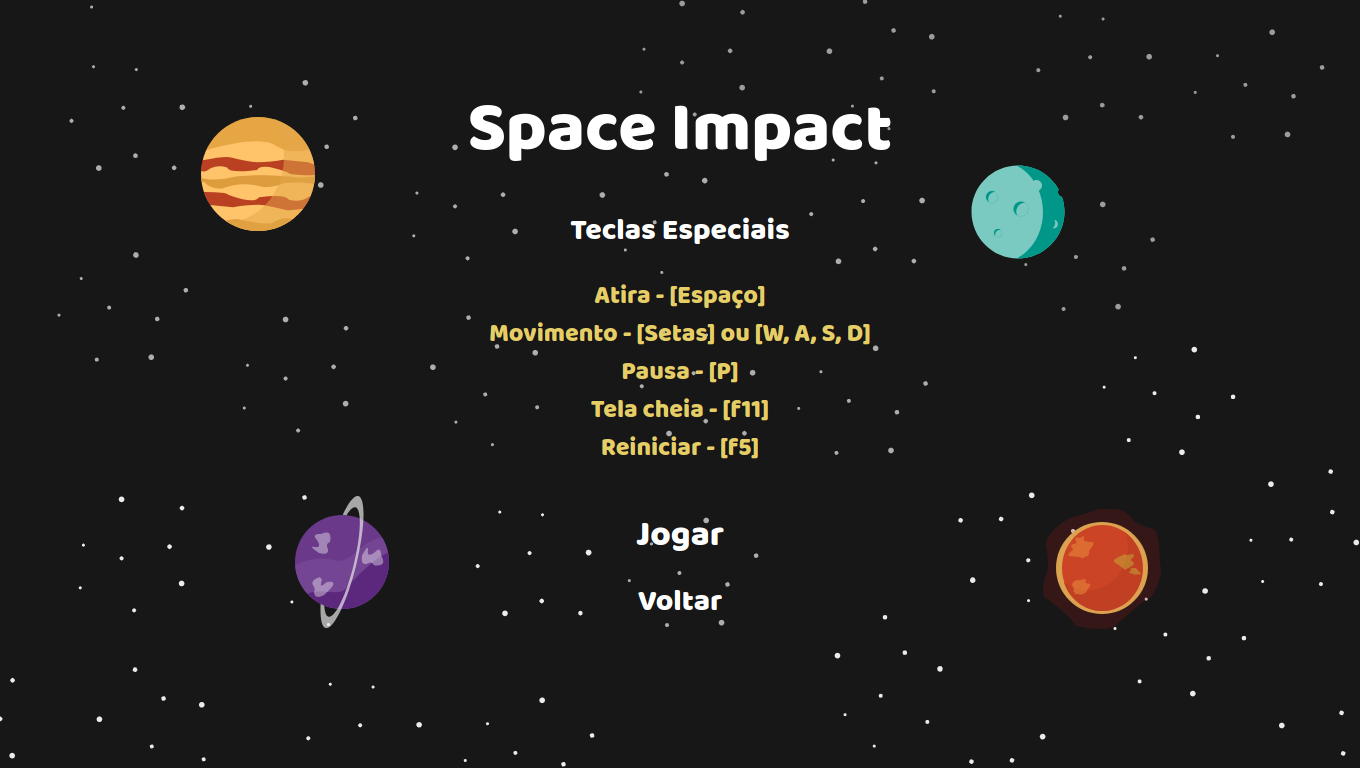 Space Impact
Teclas Especiais
Atira - [Espaço]
Movimento - [Setas] ou [W, A, S, D]
Pausa - [P]
Tela cheia - [f11]
Reiniciar - [f5]
Jogar
Voltar